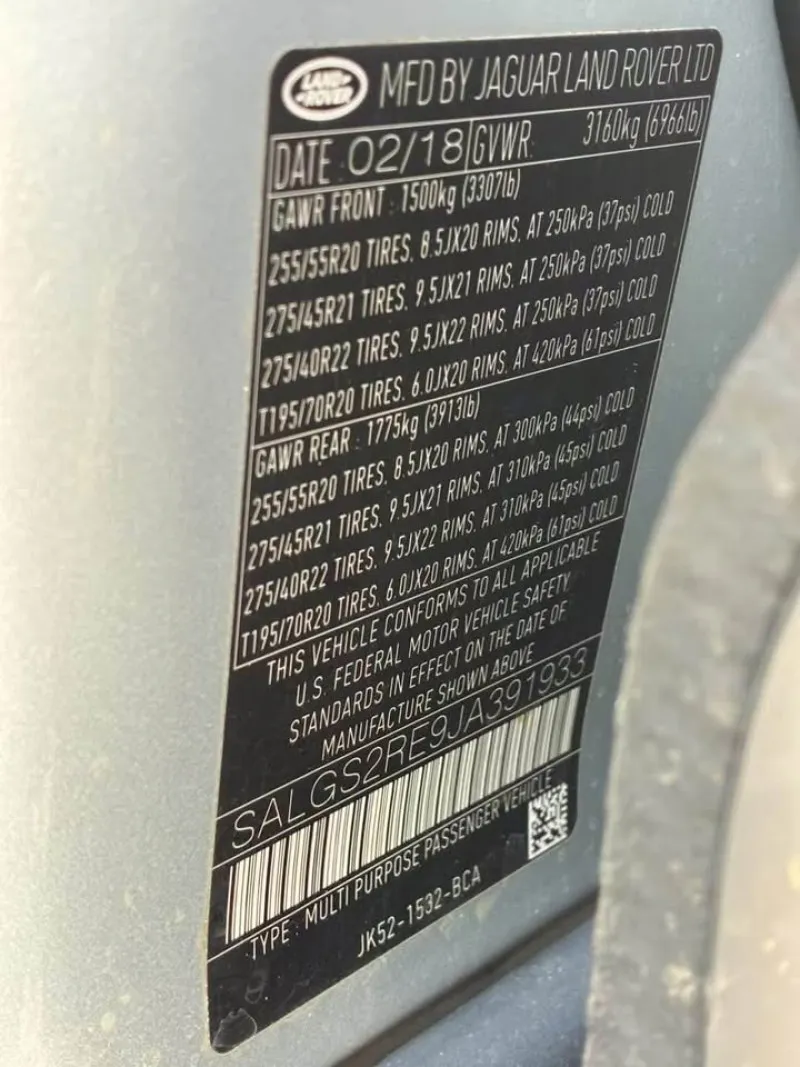 LAND ROVER
MFD BY JAGUAR LAND ROVER LTD
DATE: 02/18 GVWR: 3160kg (6966lb)
GAWR FRONT : 1500kg (3307lb)
255/55R20 TIRES, 8.5JX20 RIMS, AT 250kPa (37psi) COLD
275/45R21 TIRES, 9.5JX21 RIMS, AT 250kPa (37psi) COLD
275/40R22 TIRES, 9.5JX22 RIMS, AT 250kPa (37psi) COLD
T195/70R20 TIRES, 6.0JX20 RIMS, AT 420kPa (61psi) COLD
GAWR REAR : 1775kg (3913lb)
255/55R20 TIRES, 8.5JX20 RIMS, AT 300kPa (44psi) COLD
275/45R21 TIRES, 9.5JX21 RIMS, AT 310kPa (45psi) COLD
275/40R22 TIRES, 9.5JX22 RIMS, AT 310kPa (45psi) COLD
T195/70R20 TIRES, 6.0JX20 RIMS, AT 420kPa (61psi) COLD
THIS VEHICLE CONFORMS TO ALL APPLICABLE
U.S. FEDERAL MOTOR VEHICLE SAFETY
STANDARDS IN EFFECT ON THE DATE OF
MANUFACTURE SHOWN ABOVE
SALGS2RE9JA391933
TYPE : MULTI PURPOSE PASSENGER VEHICLE
JK52-1532-BCA